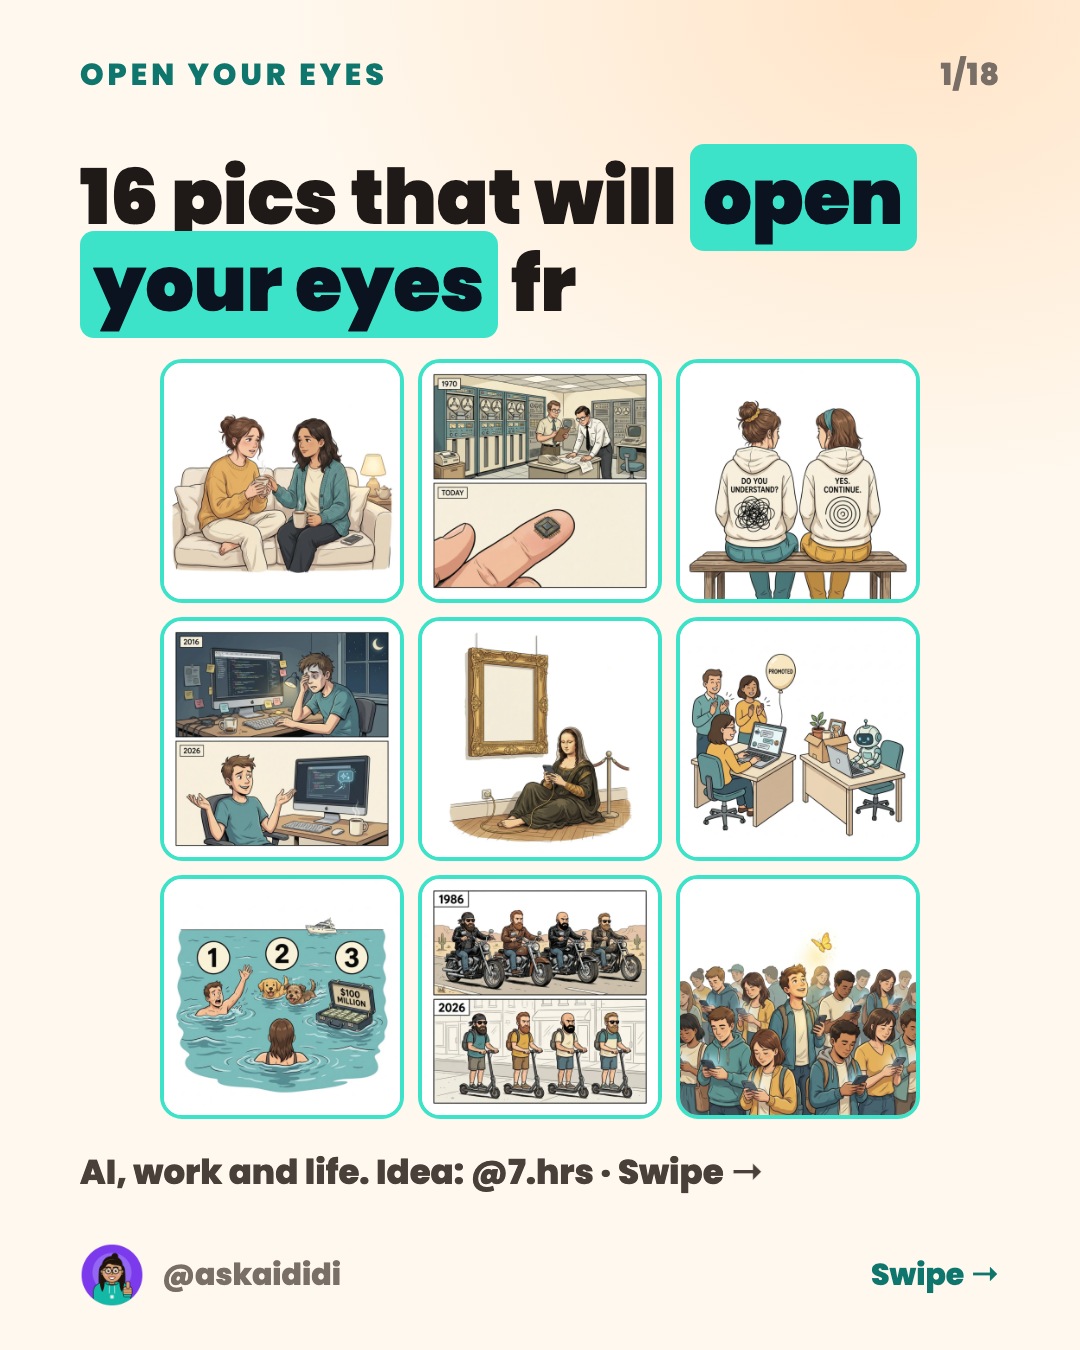 OPEN YOUR EYES
1/18
16 pics that will open
your eyes fr
1970
TODAY
DO YOU
UNDERSTAND?
YES.
CONTINUE.
2016
2026
PROMOTED
1
2
3
$100
MILLION
1986
2026
AI, work and life. Idea: @7.hrs · Swipe →
@askaididi
Swipe →